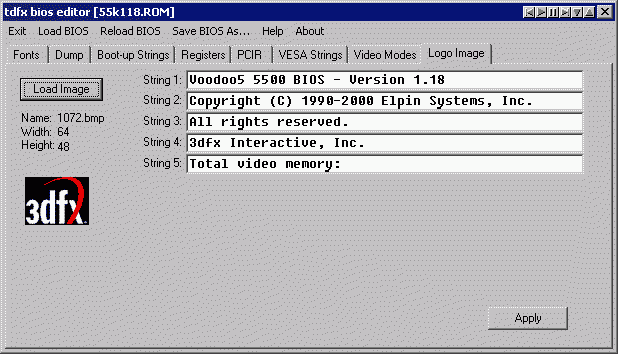 tdfx bios editor [55k118.ROM]
Exit Load BIOS Reload BIOS Save BIOS As... Help About
Fonts Dump Boot-up Strings Registers PCIR VESA Strings Video Modes Logo Image
Load Image
Name: 1072.bmp
Width: 64
Height: 48
3dfx
String 1: Voodoo5 5500 BIOS - Version 1.18
String 2: Copyright (C) 1990-2000 Elpin Systems, Inc.
String 3: All rights reserved.
String 4: 3dfx Interactive, Inc.
String 5: Total video memory:
Apply